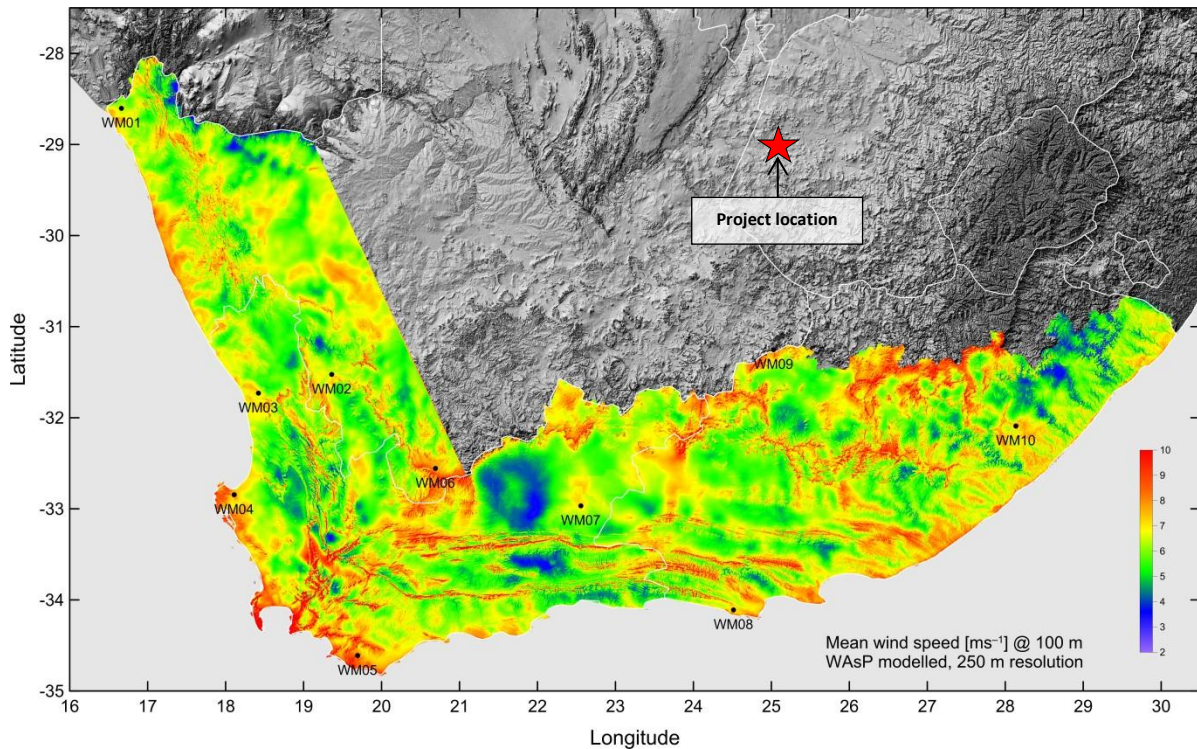 -28
-29
-30
-31
-32
-33
-34
-35
Latitude
WM01
Project location
WM02
WM03
WM09
WM10
WM06
WM04
WM07
WM08
WM05
10
9
8
7
6
5
4
3
2
Mean wind speed [ms⁻¹] @ 100 m
WAsP modelled, 250 m resolution
16 17 18 19 20 21 22 23 24 25 26 27 28 29 30
Longitude